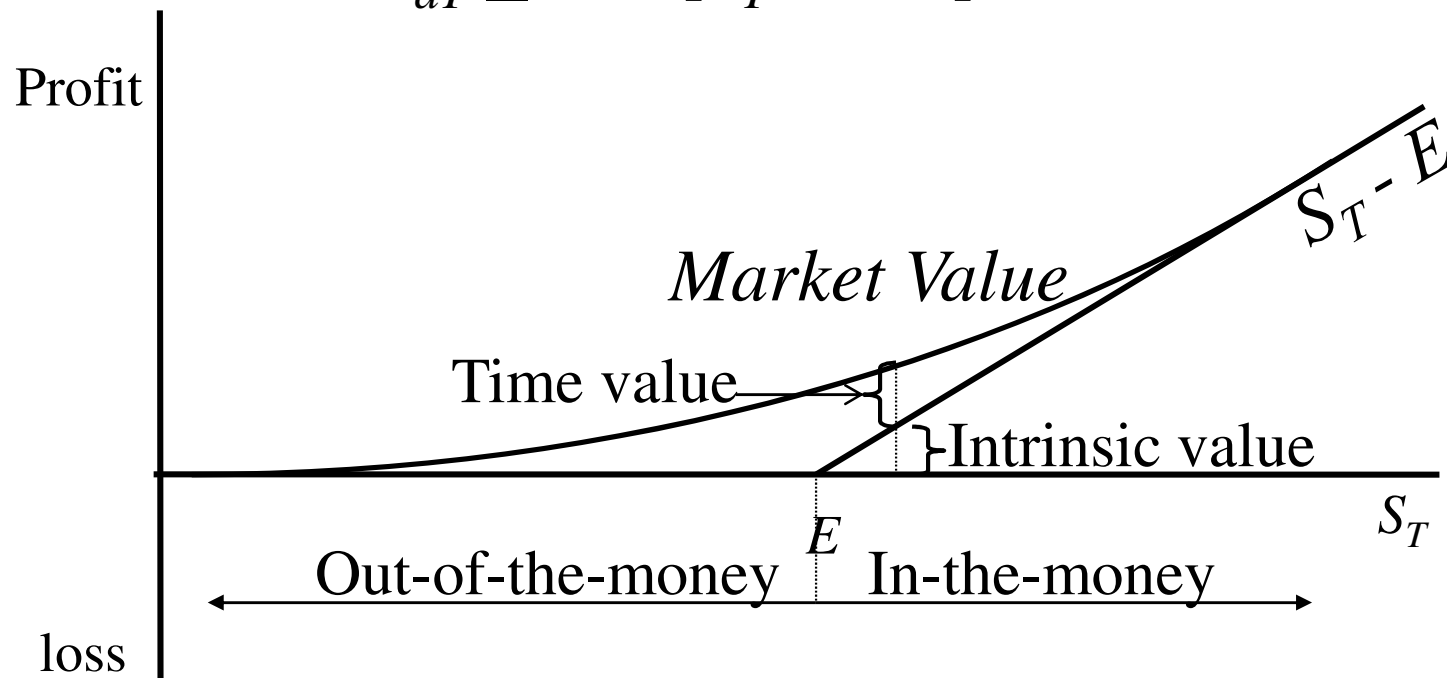 Profit
S_T - E
Market Value
Time value
Intrinsic value
S_T
E
Out-of-the-money
In-the-money
loss